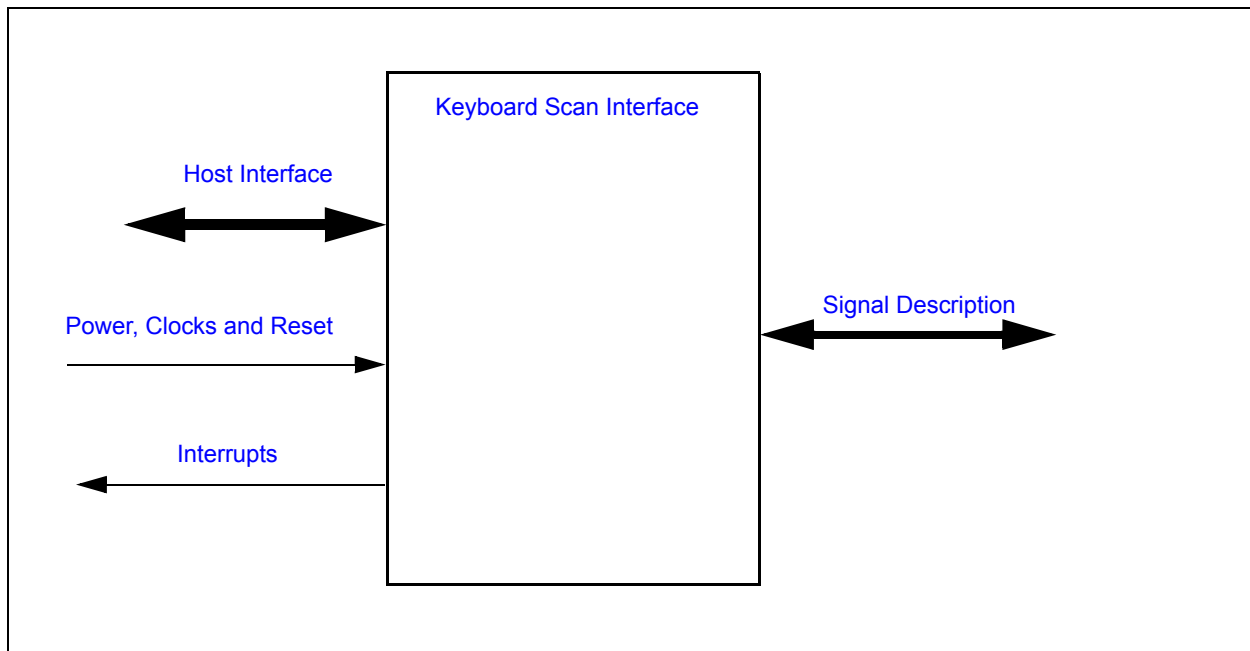 Keyboard Scan Interface
Host Interface
Signal Description
Power, Clocks and Reset
Interrupts